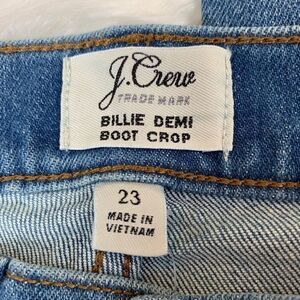 J.Crew
TRADE MARK
BILLIE DEMI
BOOT CROP
23
MADE IN
VIETNAM